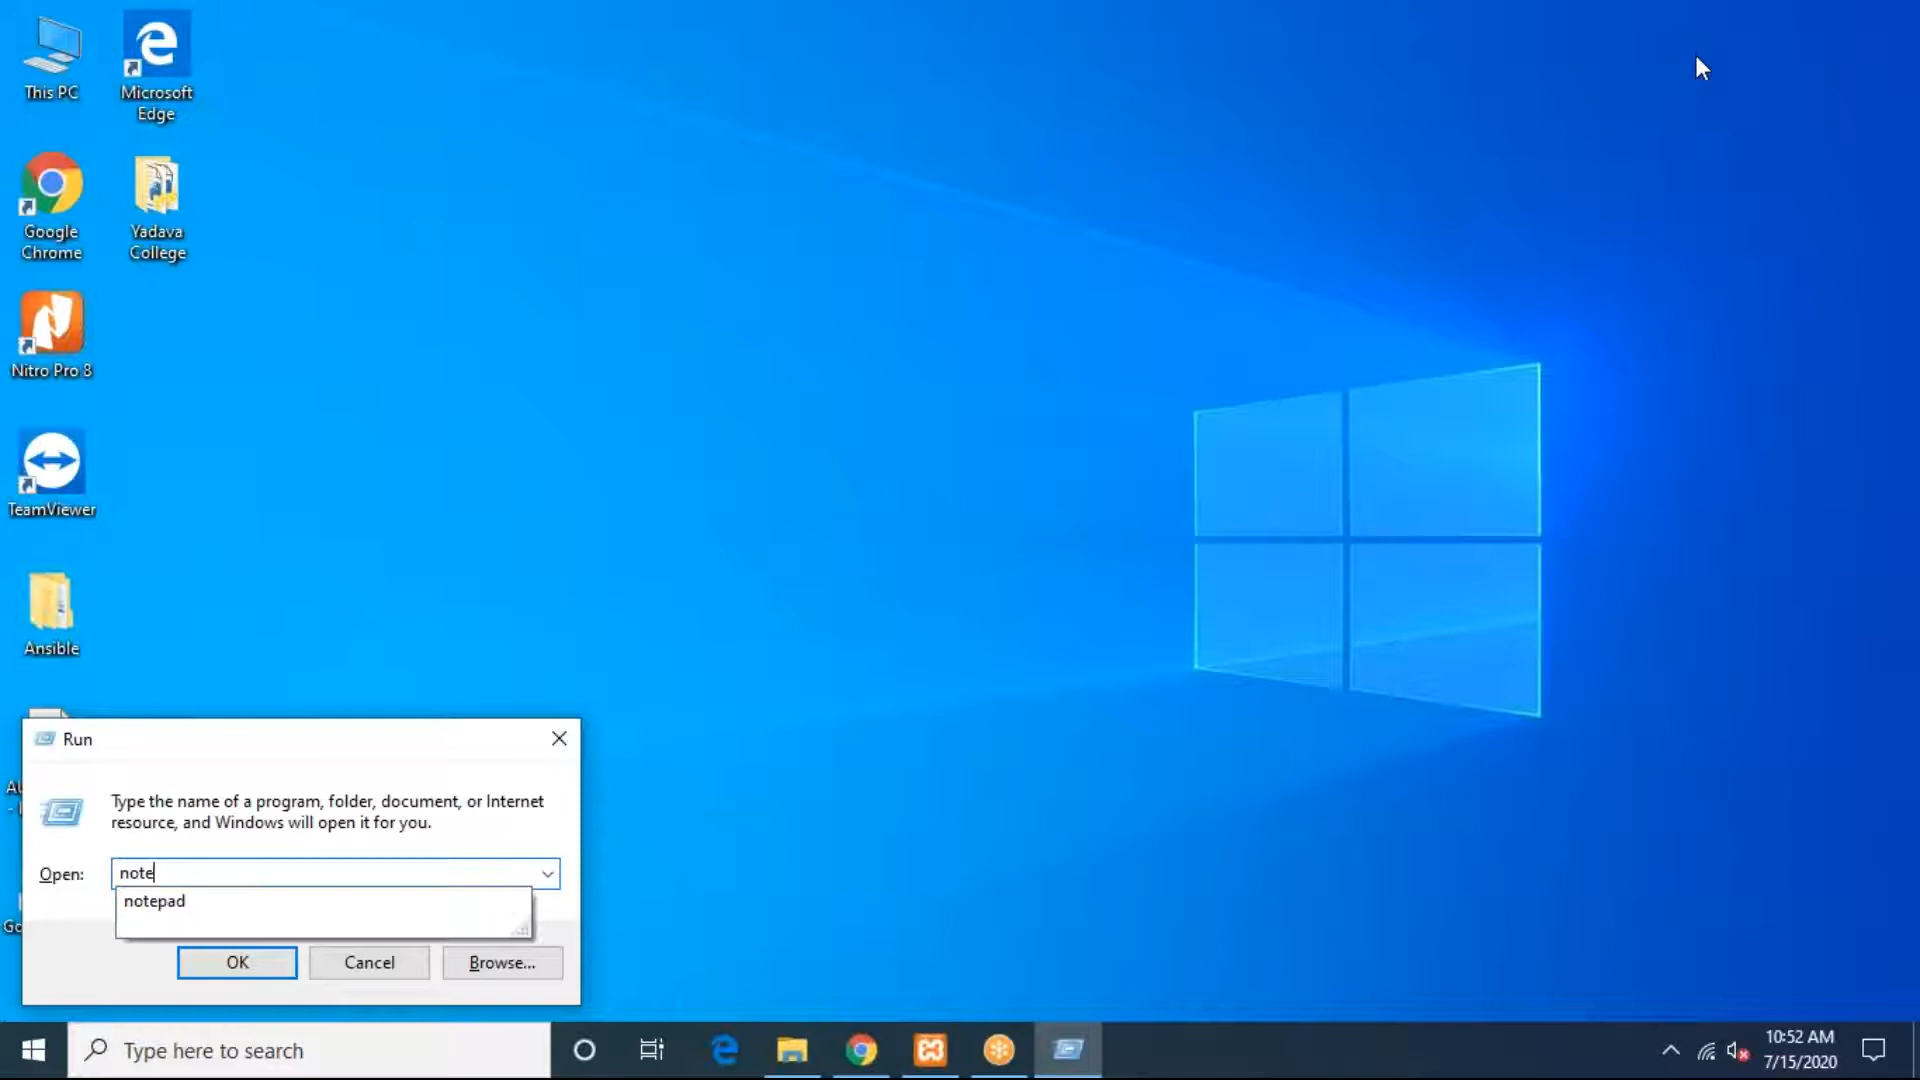 This PC
Microsoft
Edge
Google
Chrome
Yadava
College
Nitro Pro 8
TeamViewer
Ansible
Run
Type the name of a program, folder, document, or Internet
resource, and Windows will open it for you.
Open:
note
notepad
OK
Cancel
Browse...
Type here to search
10:52 AM
7/15/2020